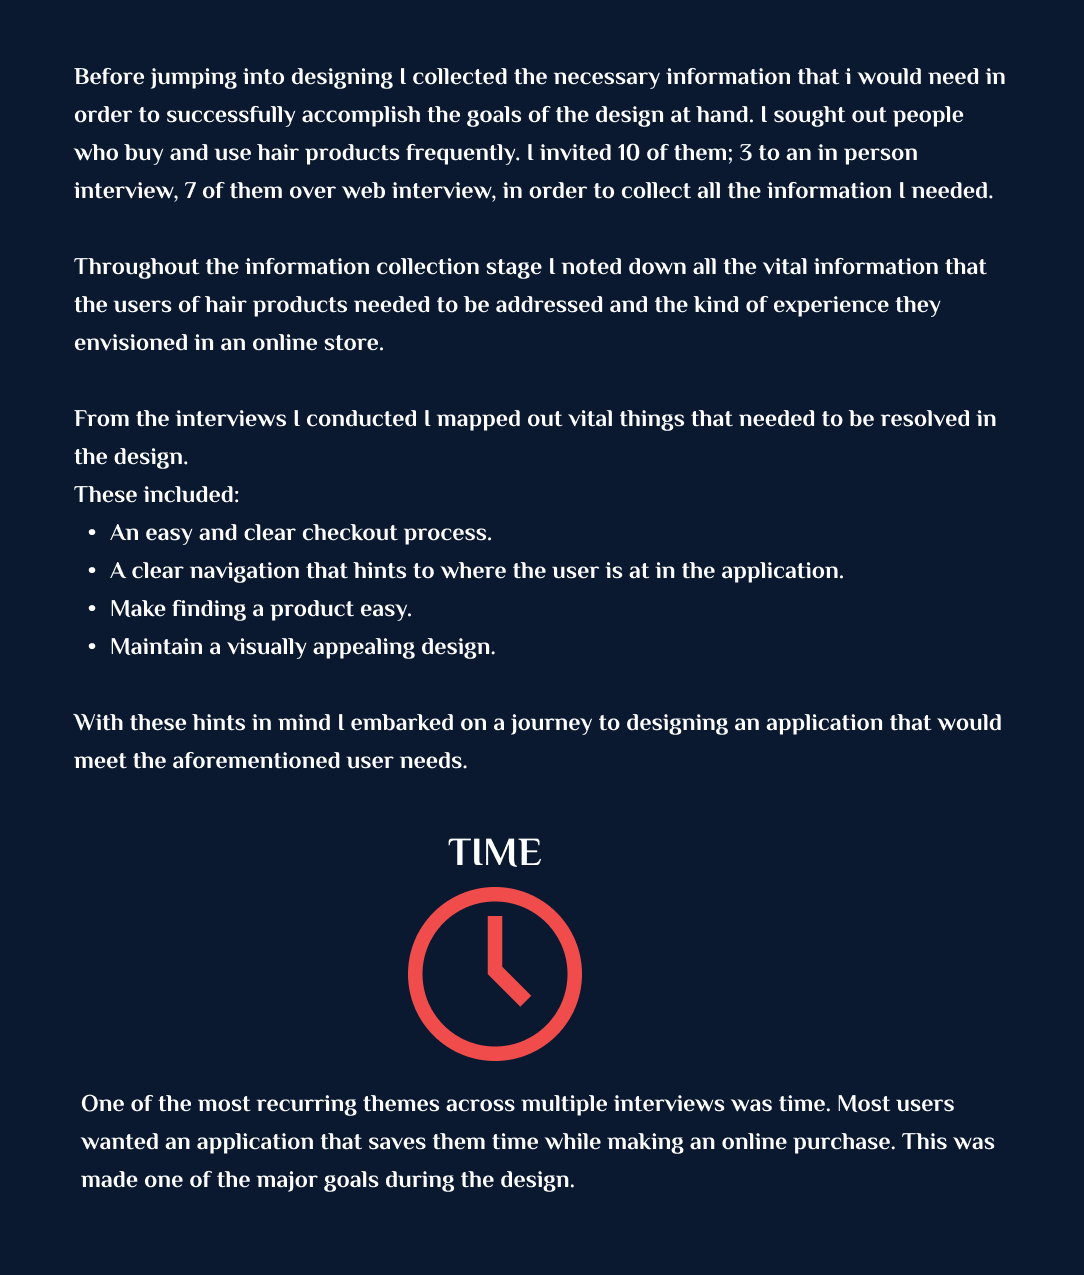 Before jumping into designing I collected the necessary information that i would need in
order to successfully accomplish the goals of the design at hand. I sought out people
who buy and use hair products frequently. I invited 10 of them; 3 to an in person
interview, 7 of them over web interview, in order to collect all the information I needed.
Throughout the information collection stage I noted down all the vital information that
the users of hair products needed to be addressed and the kind of experience they
envisioned in an online store.
From the interviews I conducted I mapped out vital things that needed to be resolved in
the design.
These included:
• An easy and clear checkout process.
• A clear navigation that hints to where the user is at in the application.
• Make finding a product easy.
• Maintain a visually appealing design.
With these hints in mind I embarked on a journey to designing an application that would
meet the aforementioned user needs.
TIME
One of the most recurring themes across multiple interviews was time. Most users
wanted an application that saves them time while making an online purchase. This was
made one of the major goals during the design.